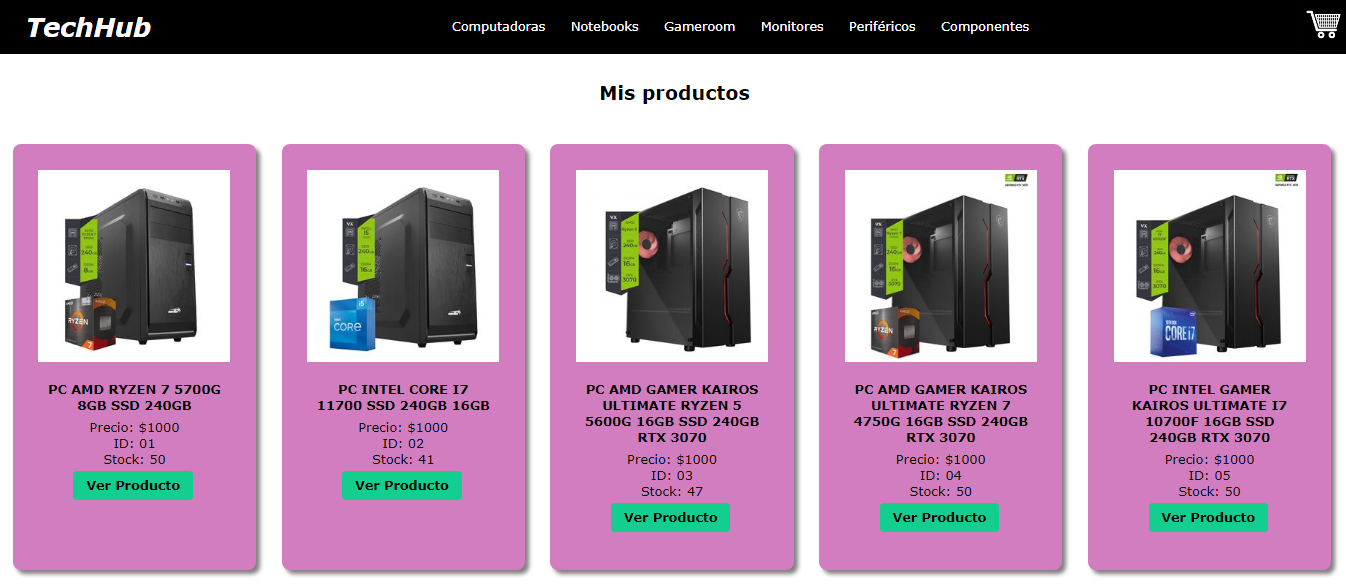 TechHub
Computadoras Notebooks Gameroom Monitores Periféricos Componentes
Mis productos
PC AMD RYZEN 7 5700G
8GB SSD 240GB
Precio: $1000
ID: 01
Stock: 50
Ver Producto
PC INTEL CORE I7
11700 SSD 240GB 16GB
Precio: $1000
ID: 02
Stock: 41
Ver Producto
PC AMD GAMER KAIROS
ULTIMATE RYZEN 5
5600G 16GB SSD 240GB
RTX 3070
Precio: $1000
ID: 03
Stock: 47
Ver Producto
PC AMD GAMER KAIROS
ULTIMATE RYZEN 7
4750G 16GB SSD 240GB
RTX 3070
Precio: $1000
ID: 04
Stock: 50
Ver Producto
PC INTEL GAMER
KAIROS ULTIMATE I7
10700F 16GB SSD
240GB RTX 3070
Precio: $1000
ID: 05
Stock: 50
Ver Producto